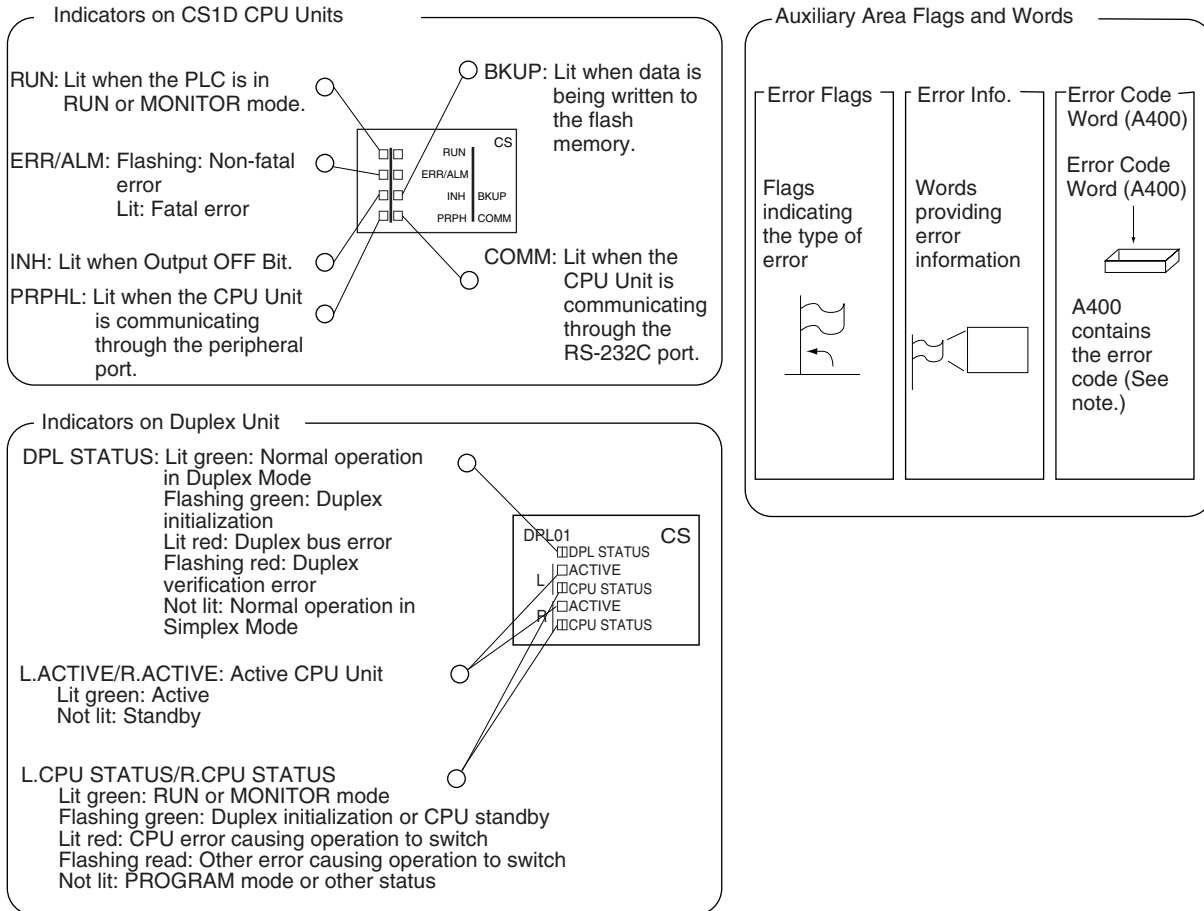 Indicators on CS1D CPU Units
RUN: Lit when the PLC is in
RUN or MONITOR mode.
ERR/ALM: Flashing: Non-fatal
error
Lit: Fatal error
INH: Lit when Output OFF Bit.
PRPHL: Lit when the CPU Unit
is communicating
through the peripheral
port.
CS
RUN
ERR/ALM
INH BKUP
PRPH COMM
BKUP: Lit when data is
being written to
the flash
memory.
COMM: Lit when the
CPU Unit is
communicating
through the
RS-232C port.
Auxiliary Area Flags and Words
Error Flags
Flags
indicating
the type of
error
Error Info.
Words
providing
error
information
Error Code
Word (A400)
Error Code
Word (A400)
A400
contains
the error
code (See
note.)
Indicators on Duplex Unit
DPL STATUS: Lit green: Normal operation
in Duplex Mode
Flashing green: Duplex
initialization
Lit red: Duplex bus error
Flashing red: Duplex
verification error
Not lit: Normal operation in
Simplex Mode
DPL01 CS
DPL STATUS
L ACTIVE
CPU STATUS
R ACTIVE
CPU STATUS
L.ACTIVE/R.ACTIVE: Active CPU Unit
Lit green: Active
Not lit: Standby
L.CPU STATUS/R.CPU STATUS
Lit green: RUN or MONITOR mode
Flashing green: Duplex initialization or CPU standby
Lit red: CPU error causing operation to switch
Flashing read: Other error causing operation to switch
Not lit: PROGRAM mode or other status